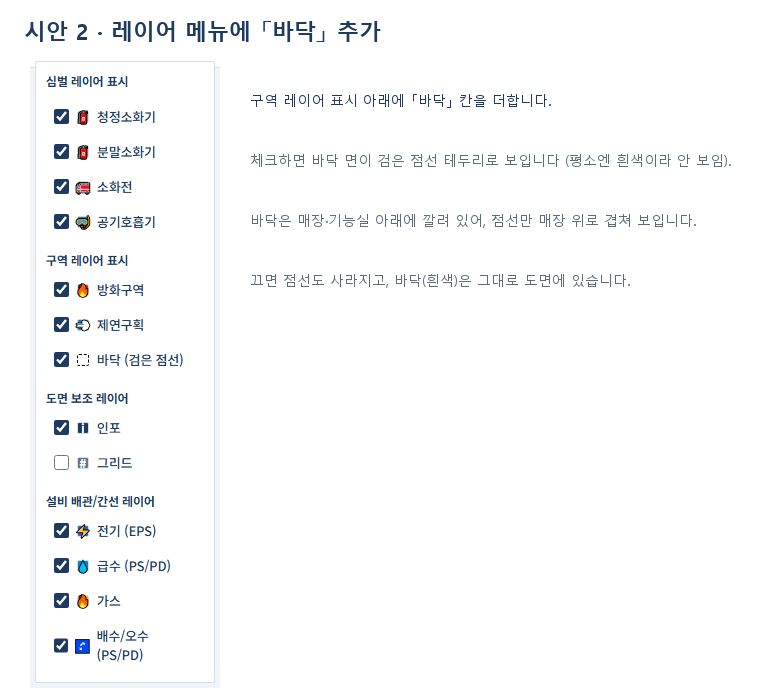 시안 2 · 레이어 메뉴에 「바닥」 추가
심벌 레이어 표시
청정소화기
분말소화기
소화전
공기호흡기
구역 레이어 표시
방화구역
제연구획
바닥 (검은 점선)
도면 보조 레이어
인포
그리드
설비 배관/간선 레이어
전기 (EPS)
급수 (PS/PD)
가스
배수/오수
(PS/PD)
구역 레이어 표시 아래에 「바닥」 칸을 더합니다.
체크하면 바닥 면이 검은 점선 테두리로 보입니다 (평소엔 흰색이라 안 보임).
바닥은 매장·기능실 아래에 깔려 있어, 점선만 매장 위로 겹쳐 보입니다.
끄면 점선도 사라지고, 바닥(흰색)은 그대로 도면에 있습니다.